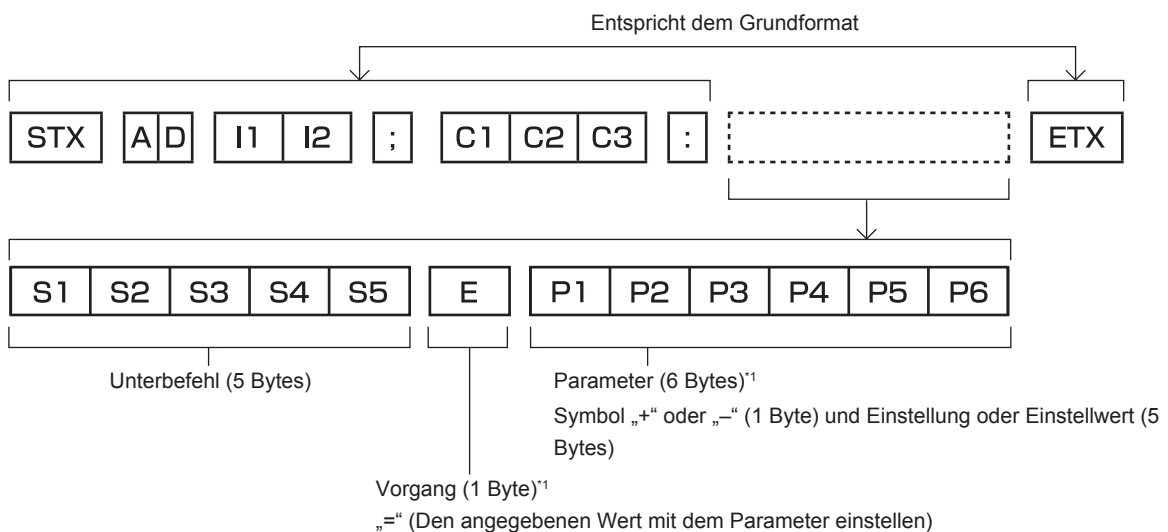 Entspricht dem Grundformat
STX A D I1 I2 ; C1 C2 C3 : ETX
S1 S2 S3 S4 S5 E P1 P2 P3 P4 P5 P6
Unterbefehl (5 Bytes)
Parameter (6 Bytes)*1
Symbol „+“ oder „–“ (1 Byte) und Einstellung oder Einstellwert (5
Bytes)
Vorgang (1 Byte)*1
„=“ (Den angegebenen Wert mit dem Parameter einstellen)